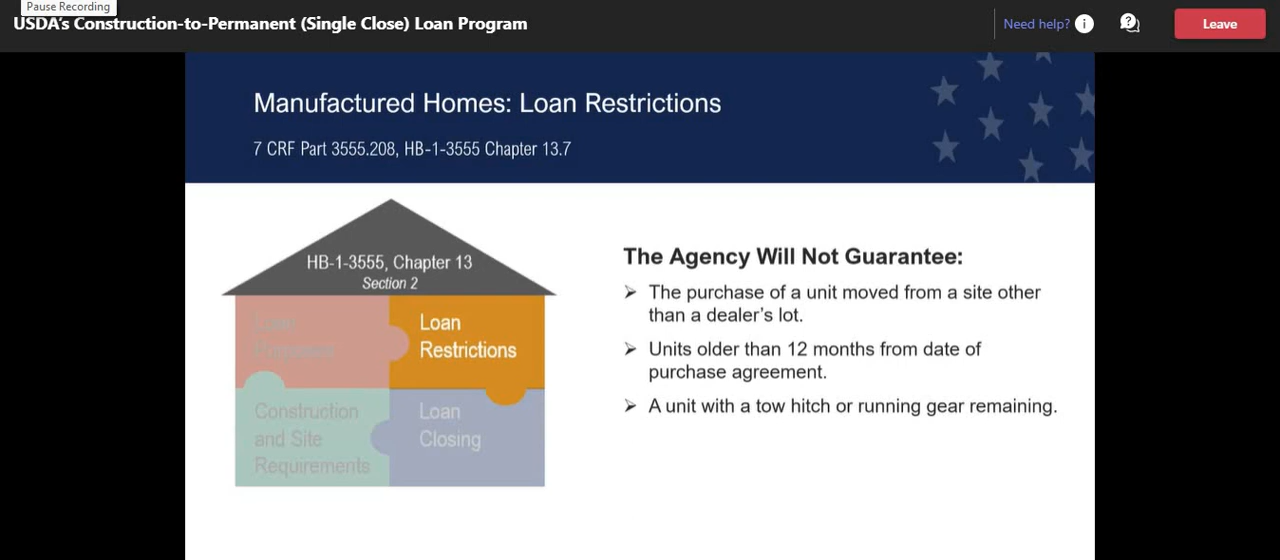 Pause Recording
USDA's Construction-to-Permanent (Single Close) Loan Program
Need help?
Leave
Manufactured Homes: Loan Restrictions
7 CRF Part 3555.208, HB-1-3555 Chapter 13.7
HB-1-3555, Chapter 13
Section 2
Loan
Purposes
Loan
Restrictions
Construction
and Site
Requirements
Loan
Closing
The Agency Will Not Guarantee:
➢ The purchase of a unit moved from a site other
than a dealer's lot.
➢ Units older than 12 months from date of
purchase agreement.
➢ A unit with a tow hitch or running gear remaining.